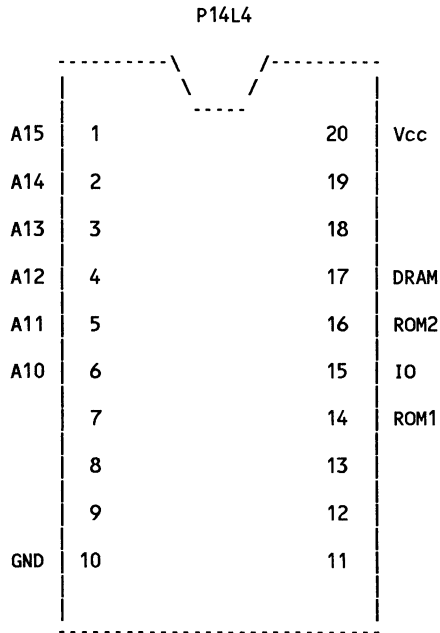 P14L4
A15 1 20 Vcc
A14 2 19
A13 3 18
A12 4 17 DRAM
A11 5 16 ROM2
A10 6 15 IO
7 14 ROM1
8 13
9 12
GND 10 11